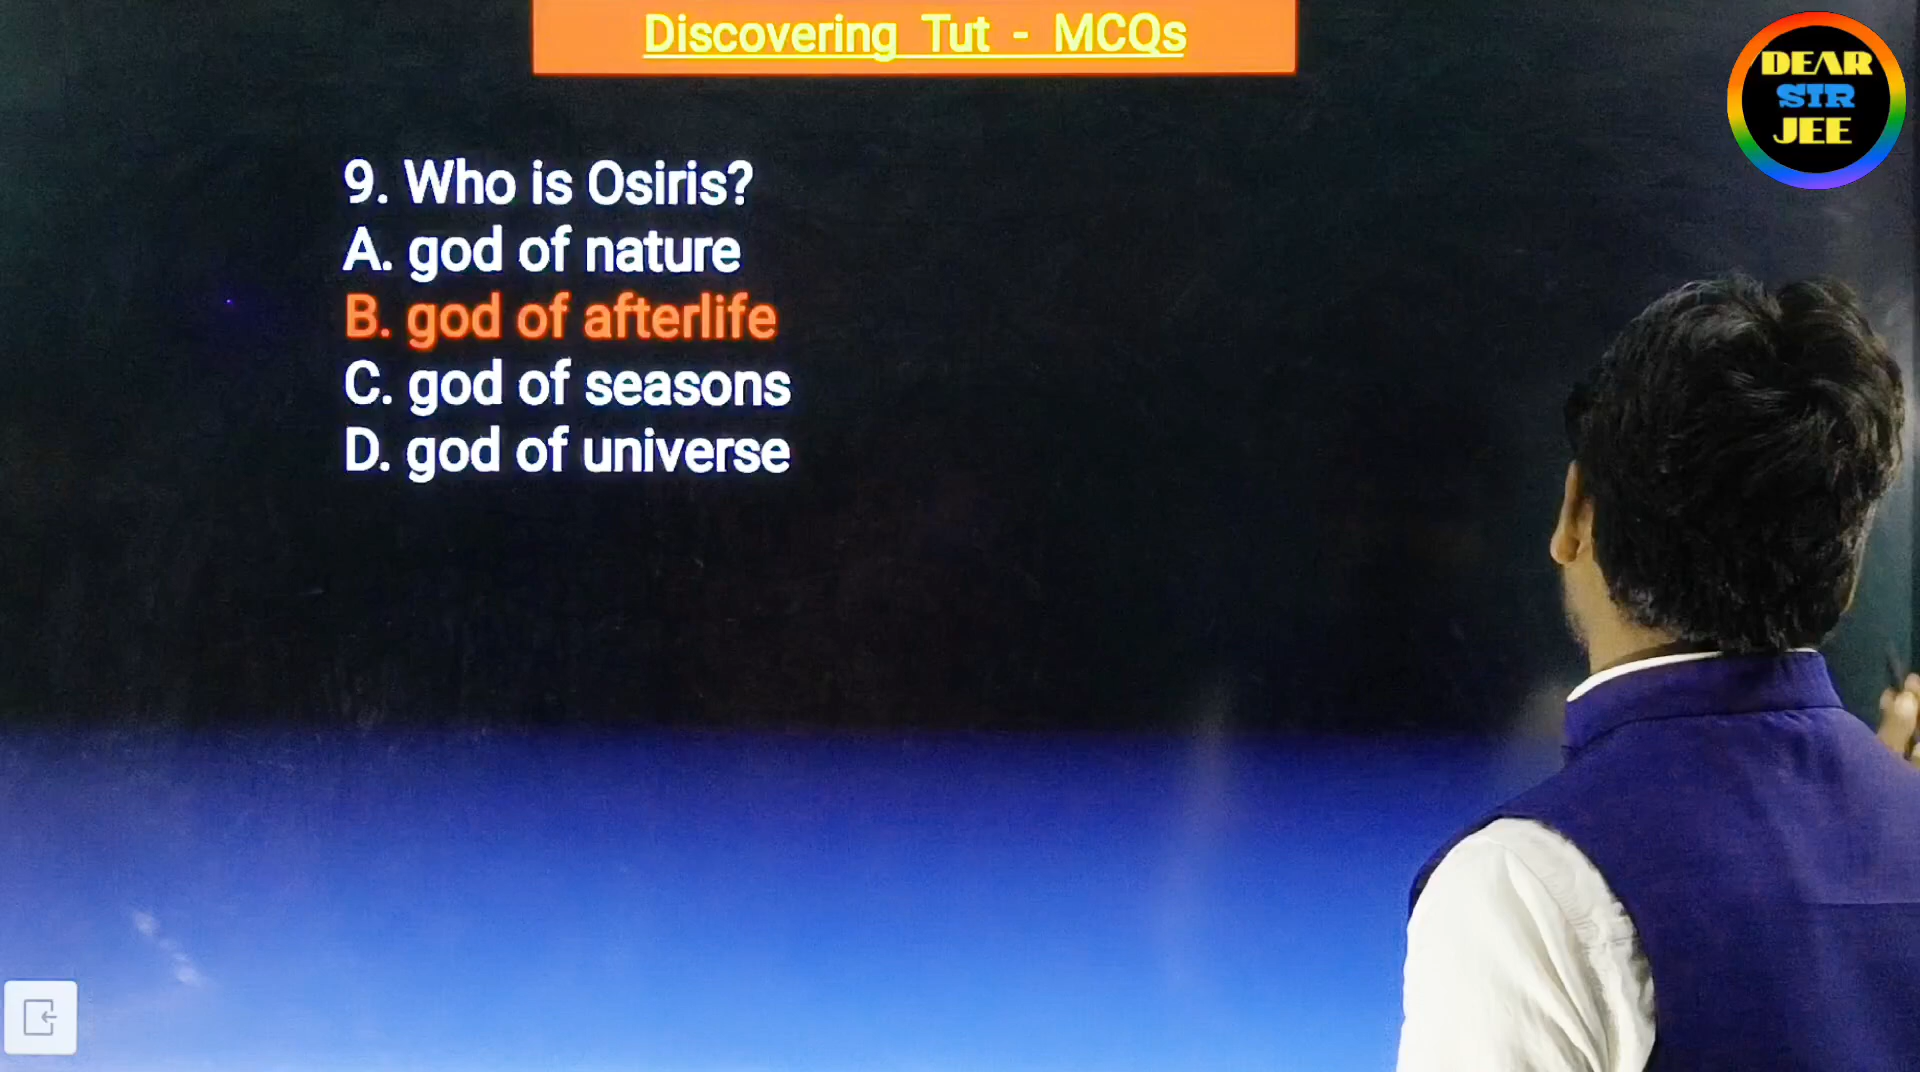 Discovering Tut - MCQs
DEAR
SIR
JEE
9. Who is Osiris?
A. god of nature
B. god of afterlife
C. god of seasons
D. god of universe